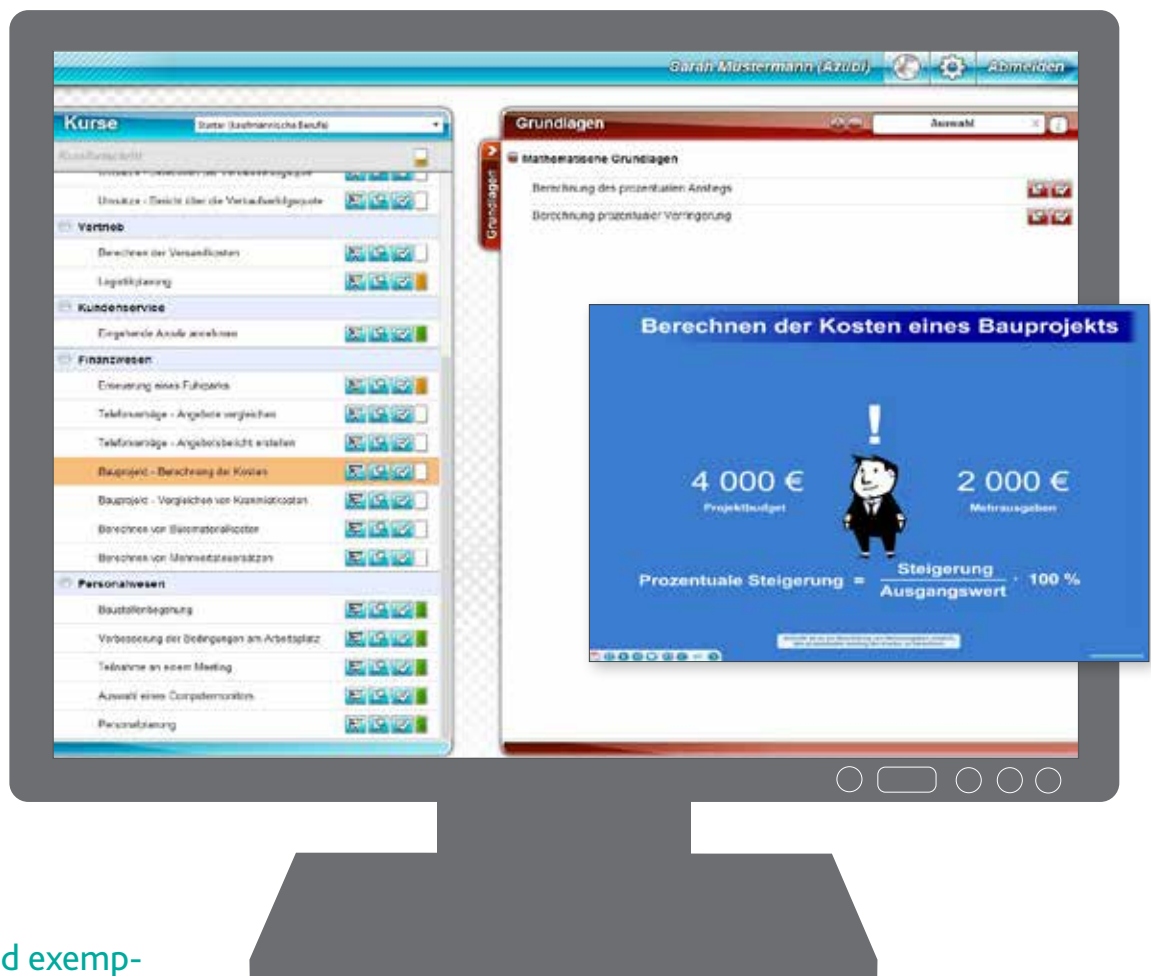 Sarah Mustermann (Azubi) Abmelden
Kurse
Starter (kaufmännische Berufe)
Umsätze - Bericht über die Verkaufserfolgsquote
Vertrieb
Berechnen der Versandkosten
Logistikplanung
Kundenservice
Eingehende Anrufe annehmen
Finanzwesen
Erneuerung eines Fuhrparks
Telefonverträge - Angebote vergleichen
Telefonverträge - Angebotsbericht erstellen
Bauprojekt - Berechnung der Kosten
Bauprojekt - Vergleichen von Kranmietkosten
Berechnen von Büromaterialkosten
Berechnen von Mehrwertsteuersätzen
Personalwesen
Baustellenbegehung
Verbesserung der Bedingungen am Arbeitsplatz
Teilnahme an einem Meeting
Auswahl eines Computermonitors
Personalplanung
Grundlagen
Grundlagen
Auswahl
Mathematische Grundlagen
Berechnung des prozentualen Anstiegs
Berechnung prozentualer Verringerung
Berechnen der Kosten eines Bauprojekts
!
4 000 €
Projektbudget
2 000 €
Mehrausgaben
Prozentuale Steigerung = Steigerung
Ausgangswert · 100 %
d exemp-